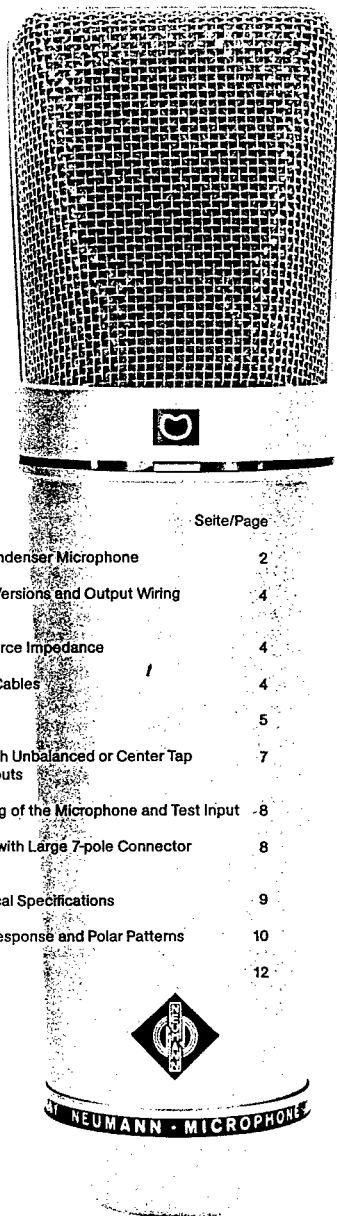 Seite/Page
ndenser Microphone 2
Versions and Output Wiring 4
rce Impedance 4
Cables 4
5
h Unbalanced or Center Tap 7
outs
g of the Microphone and Test Input 8
with Large 7-pole Connector 8
cal Specifications 9
esponse and Polar Patterns 10
12
NEUMANN
NEUMANN · MICROPHONE